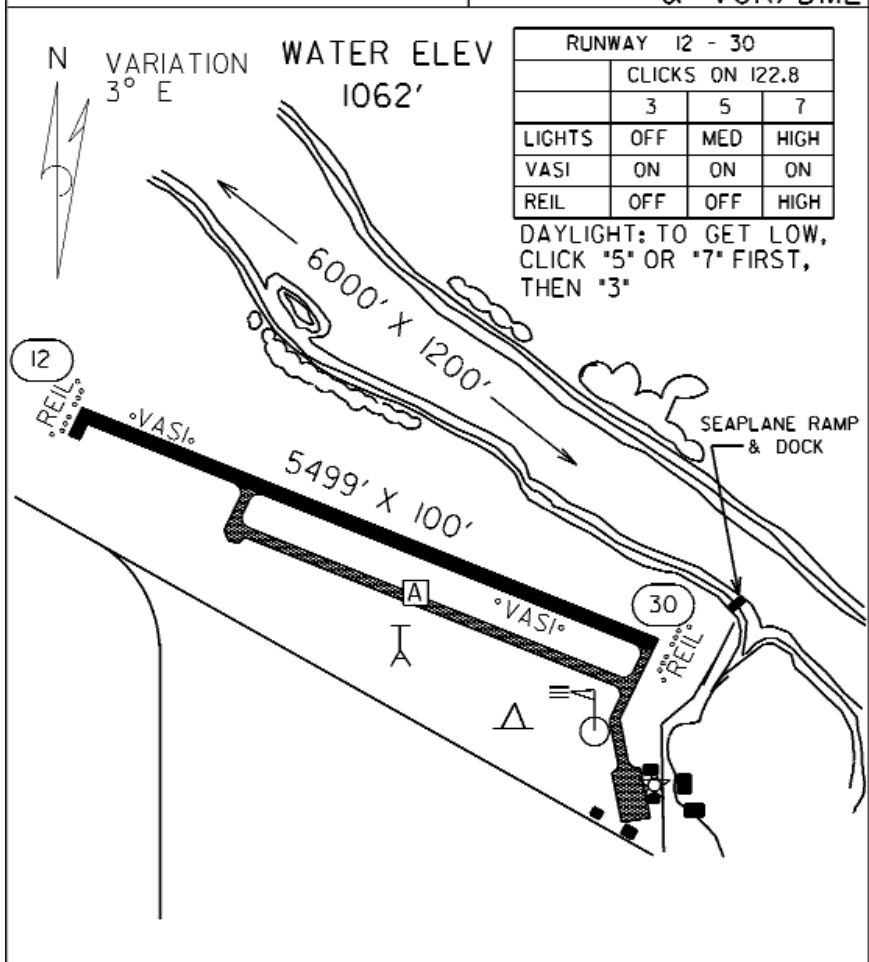 & VOR/DME
N
VARIATION
3° E
WATER ELEV
1062'
RUNWAY 12 - 30
CLICKS ON 122.8
3 5 7
LIGHTS OFF MED HIGH
VASI ON ON ON
REIL OFF OFF HIGH
DAYLIGHT: TO GET LOW,
CLICK "5" OR "7" FIRST,
THEN "3"
6000' X 1200'
12
REIL
VASI
5499' X 100'
SEAPLANE RAMP
& DOCK
A
VASI
30
REIL